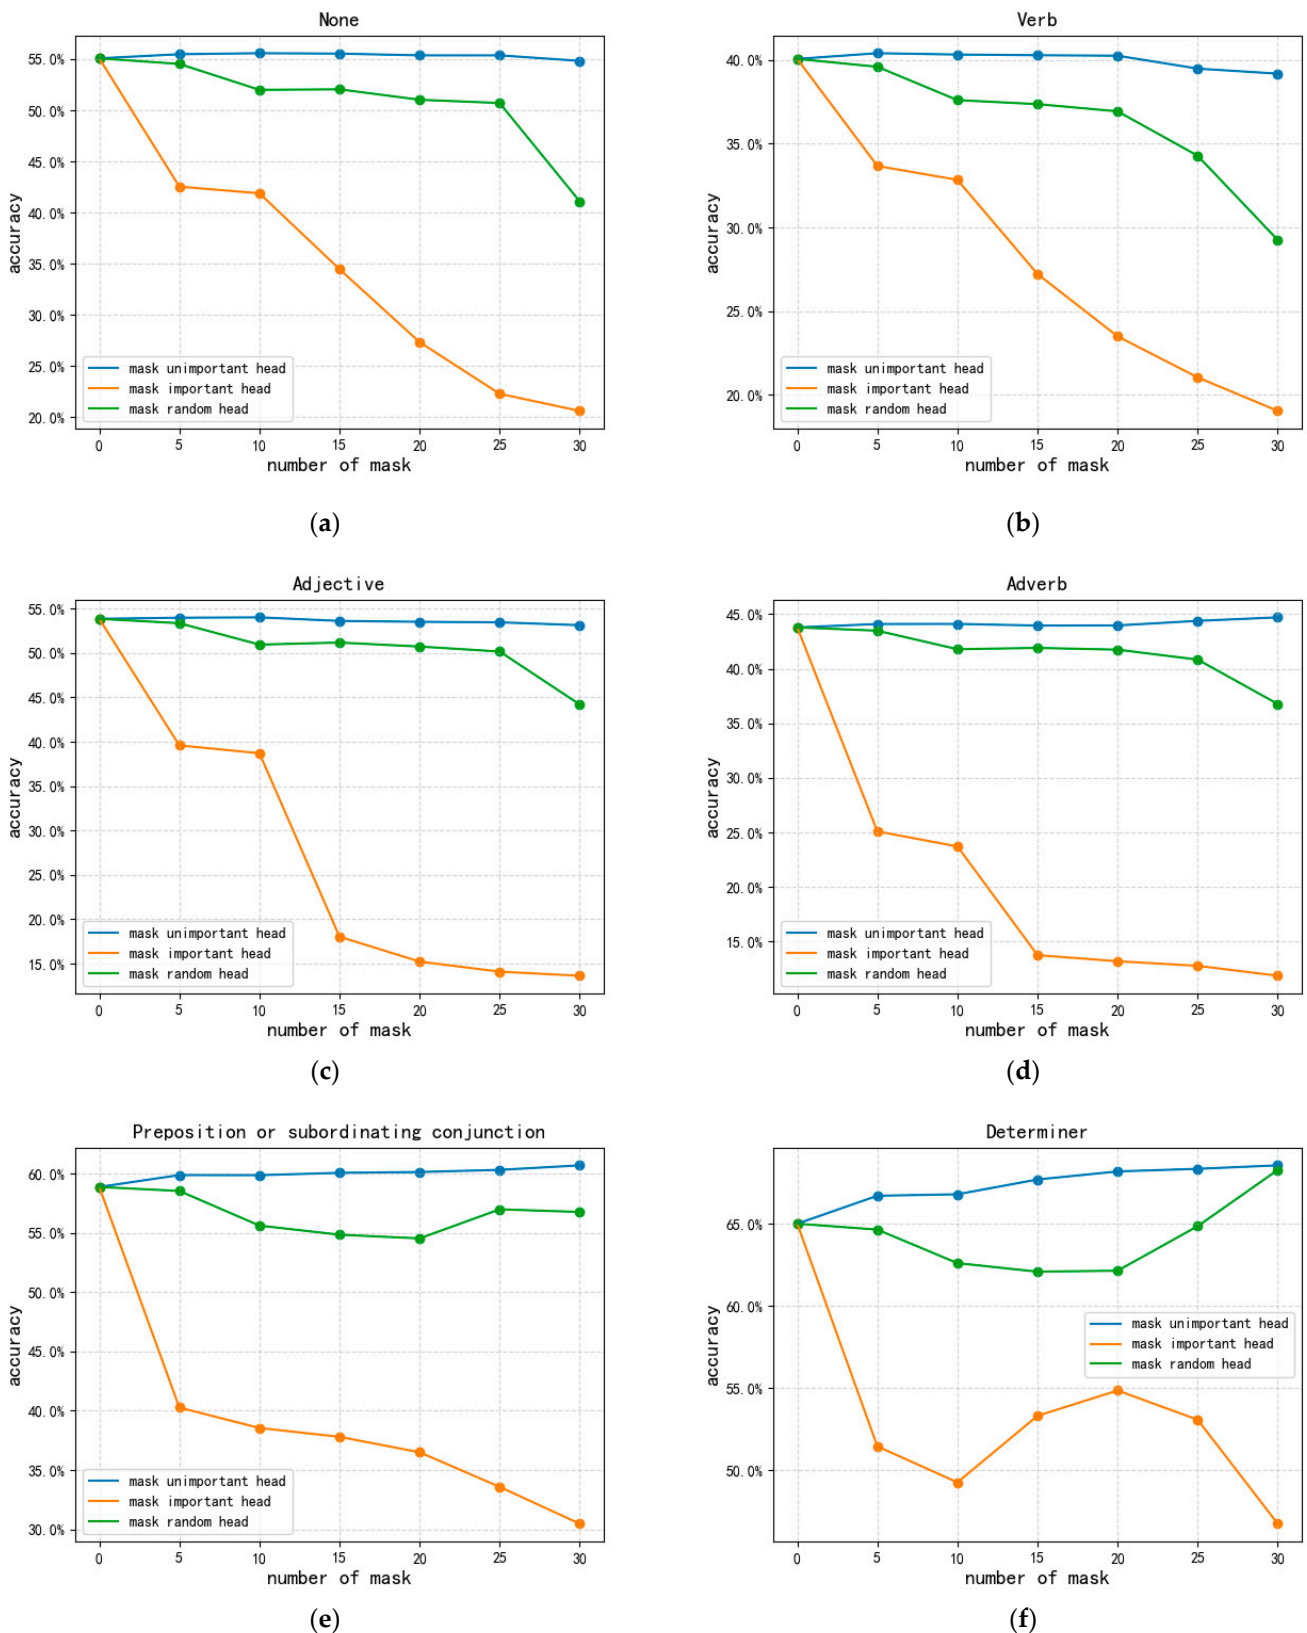 None
55.0%
50.0%
45.0%
40.0%
35.0%
30.0%
25.0%
20.0%
accuracy
mask unimportant head
mask important head
mask random head
0 5 10 15 20 25 30
number of mask
(a)
Verb
40.0%
35.0%
30.0%
25.0%
20.0%
accuracy
mask unimportant head
mask important head
mask random head
0 5 10 15 20 25 30
number of mask
(b)
Adjective
55.0%
50.0%
45.0%
40.0%
35.0%
30.0%
25.0%
20.0%
15.0%
accuracy
mask unimportant head
mask important head
mask random head
0 5 10 15 20 25 30
number of mask
(c)
Adverb
45.0%
40.0%
35.0%
30.0%
25.0%
20.0%
15.0%
accuracy
mask unimportant head
mask important head
mask random head
0 5 10 15 20 25 30
number of mask
(d)
Preposition or subordinating conjunction
60.0%
55.0%
50.0%
45.0%
40.0%
35.0%
30.0%
accuracy
mask unimportant head
mask important head
mask random head
0 5 10 15 20 25 30
number of mask
(e)
Determiner
65.0%
60.0%
55.0%
50.0%
accuracy
mask unimportant head
mask important head
mask random head
0 5 10 15 20 25 30
number of mask
(f)